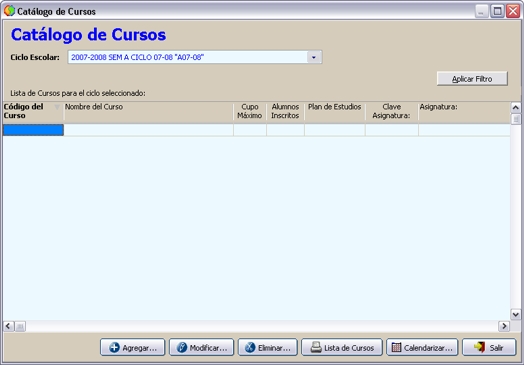 Catálogo de Cursos
Catálogo de Cursos
Ciclo Escolar: 2007-2008 SEM A CICLO 07-08 "A07-08"
Aplicar Filtro
Lista de Cursos para el ciclo seleccionado:
Código del Curso Nombre del Curso Cupo Máximo Alumnos Inscritos Plan de Estudios Clave Asignatura: Asignatura:
Agregar... Modificar... Eliminar... Lista de Cursos Calendarizar... Salir